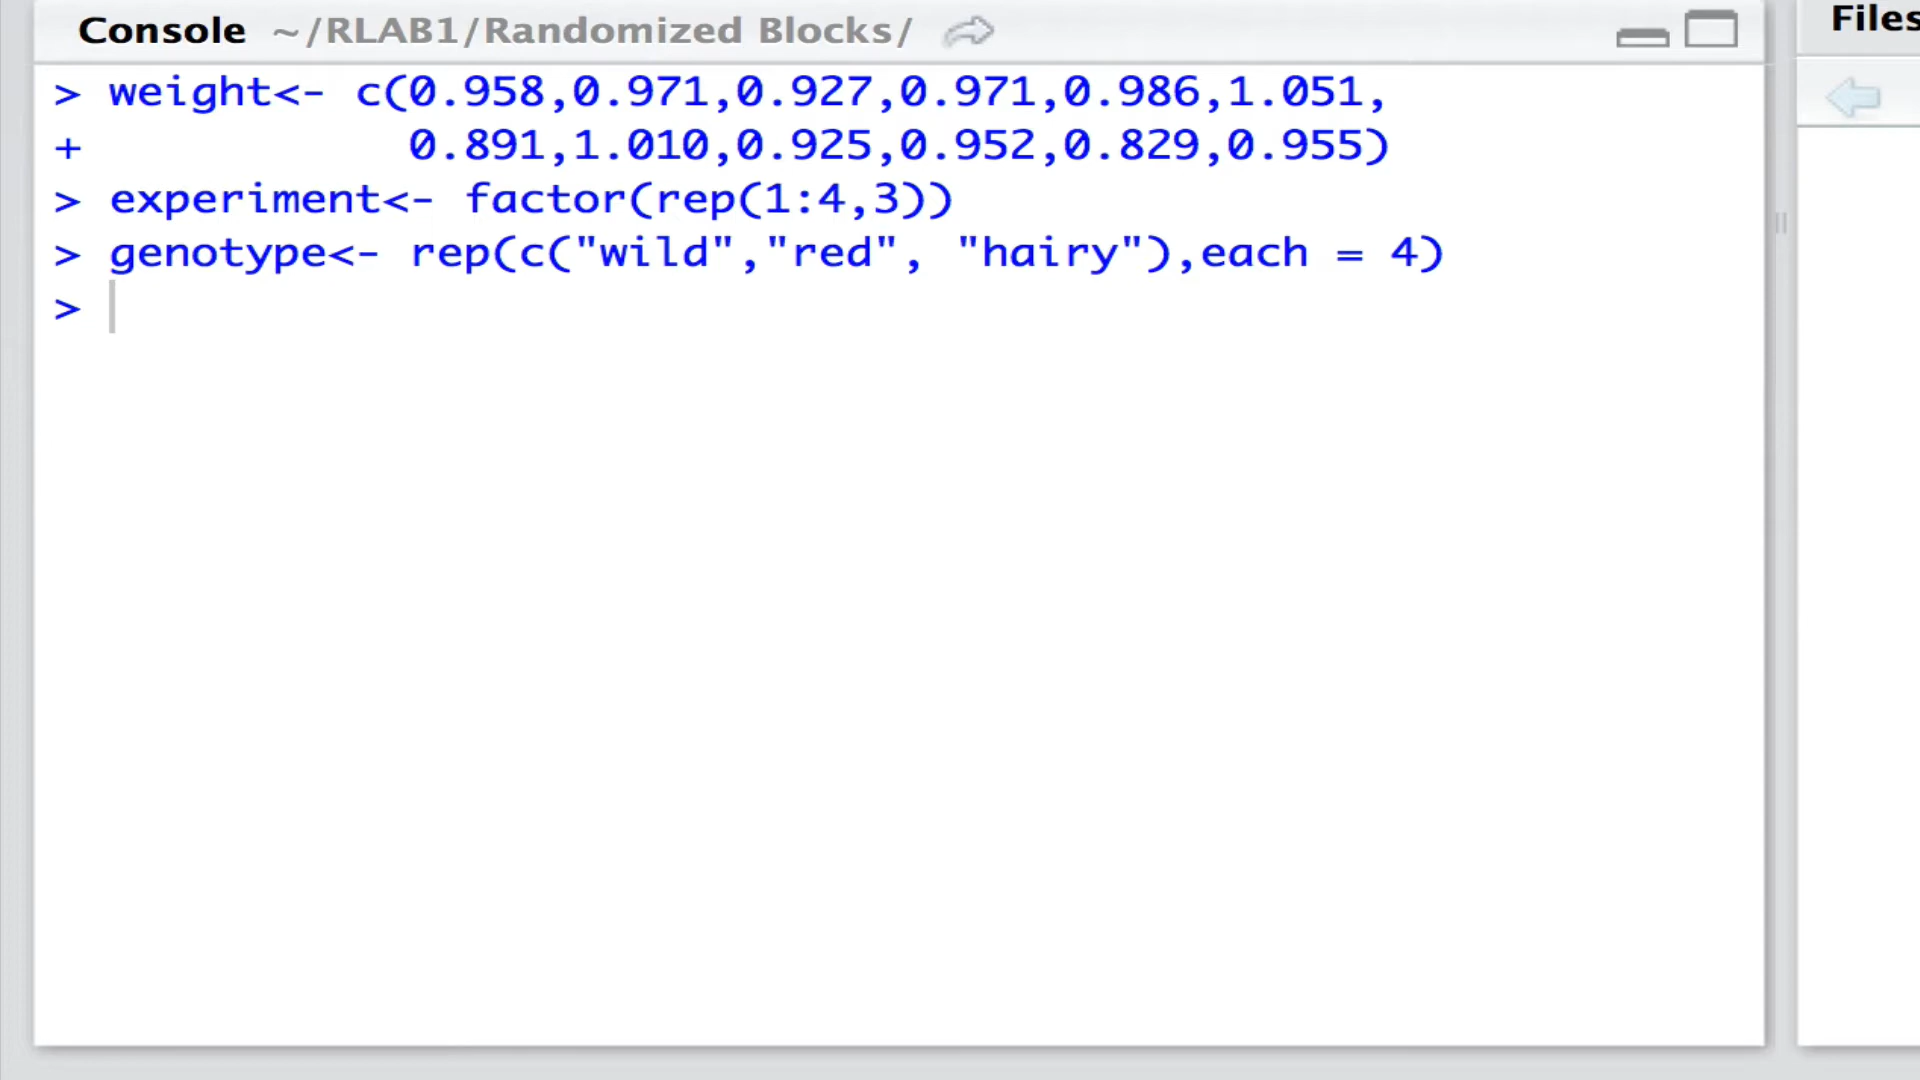 Console ~/RLAB1/Randomized Blocks/
Files
> weight<- c(0.958,0.971,0.927,0.971,0.986,1.051,
+ 0.891,1.010,0.925,0.952,0.829,0.955)
> experiment<- factor(rep(1:4,3))
> genotype<- rep(c("wild","red", "hairy"),each = 4)
>